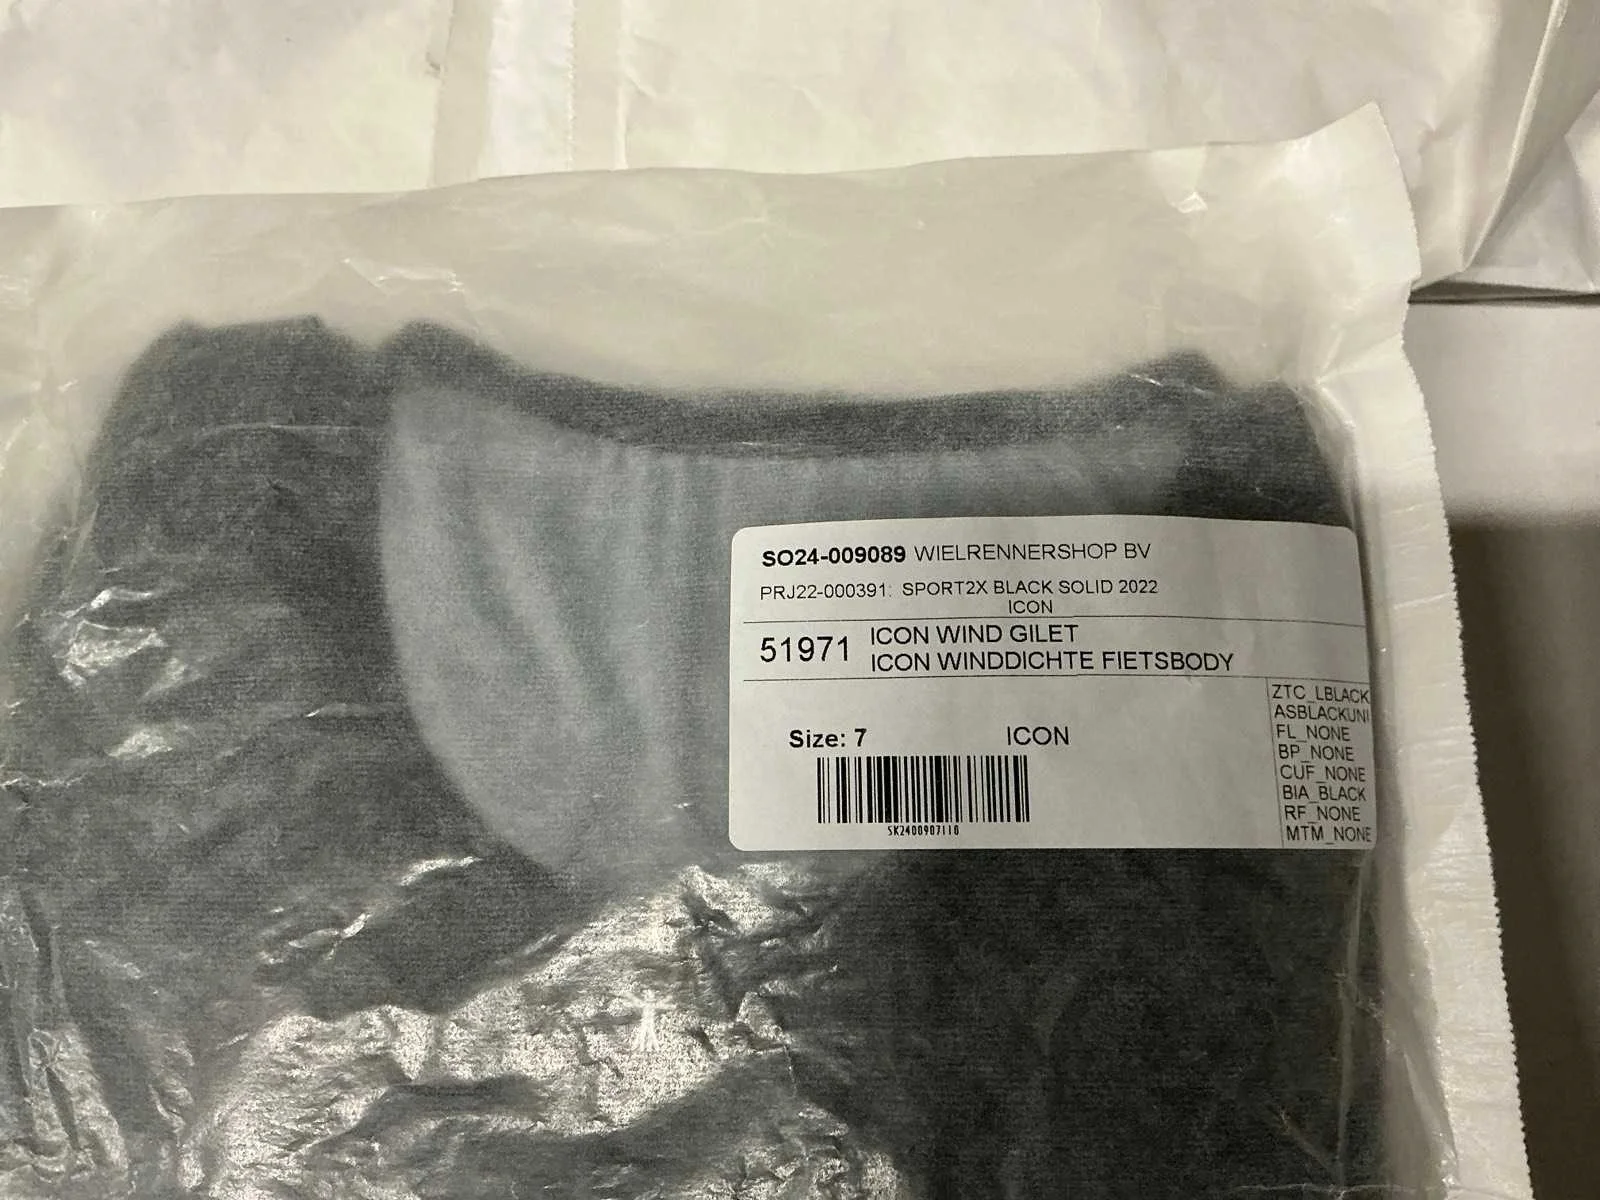 SO24-009089 WIELRENNERSHOP BV
PRJ22-000391: SPORT2X BLACK SOLID 2022
ICON
51971 ICON WIND GILET
ICON WINDDICHTE FIETSBODY
ZTC_LBLACK
ASBLACKUNI
FL_NONE
BP_NONE
CUF_NONE
BIA_BLACK
RF_NONE
MTM_NONE
Size: 7 ICON
SK2400907110